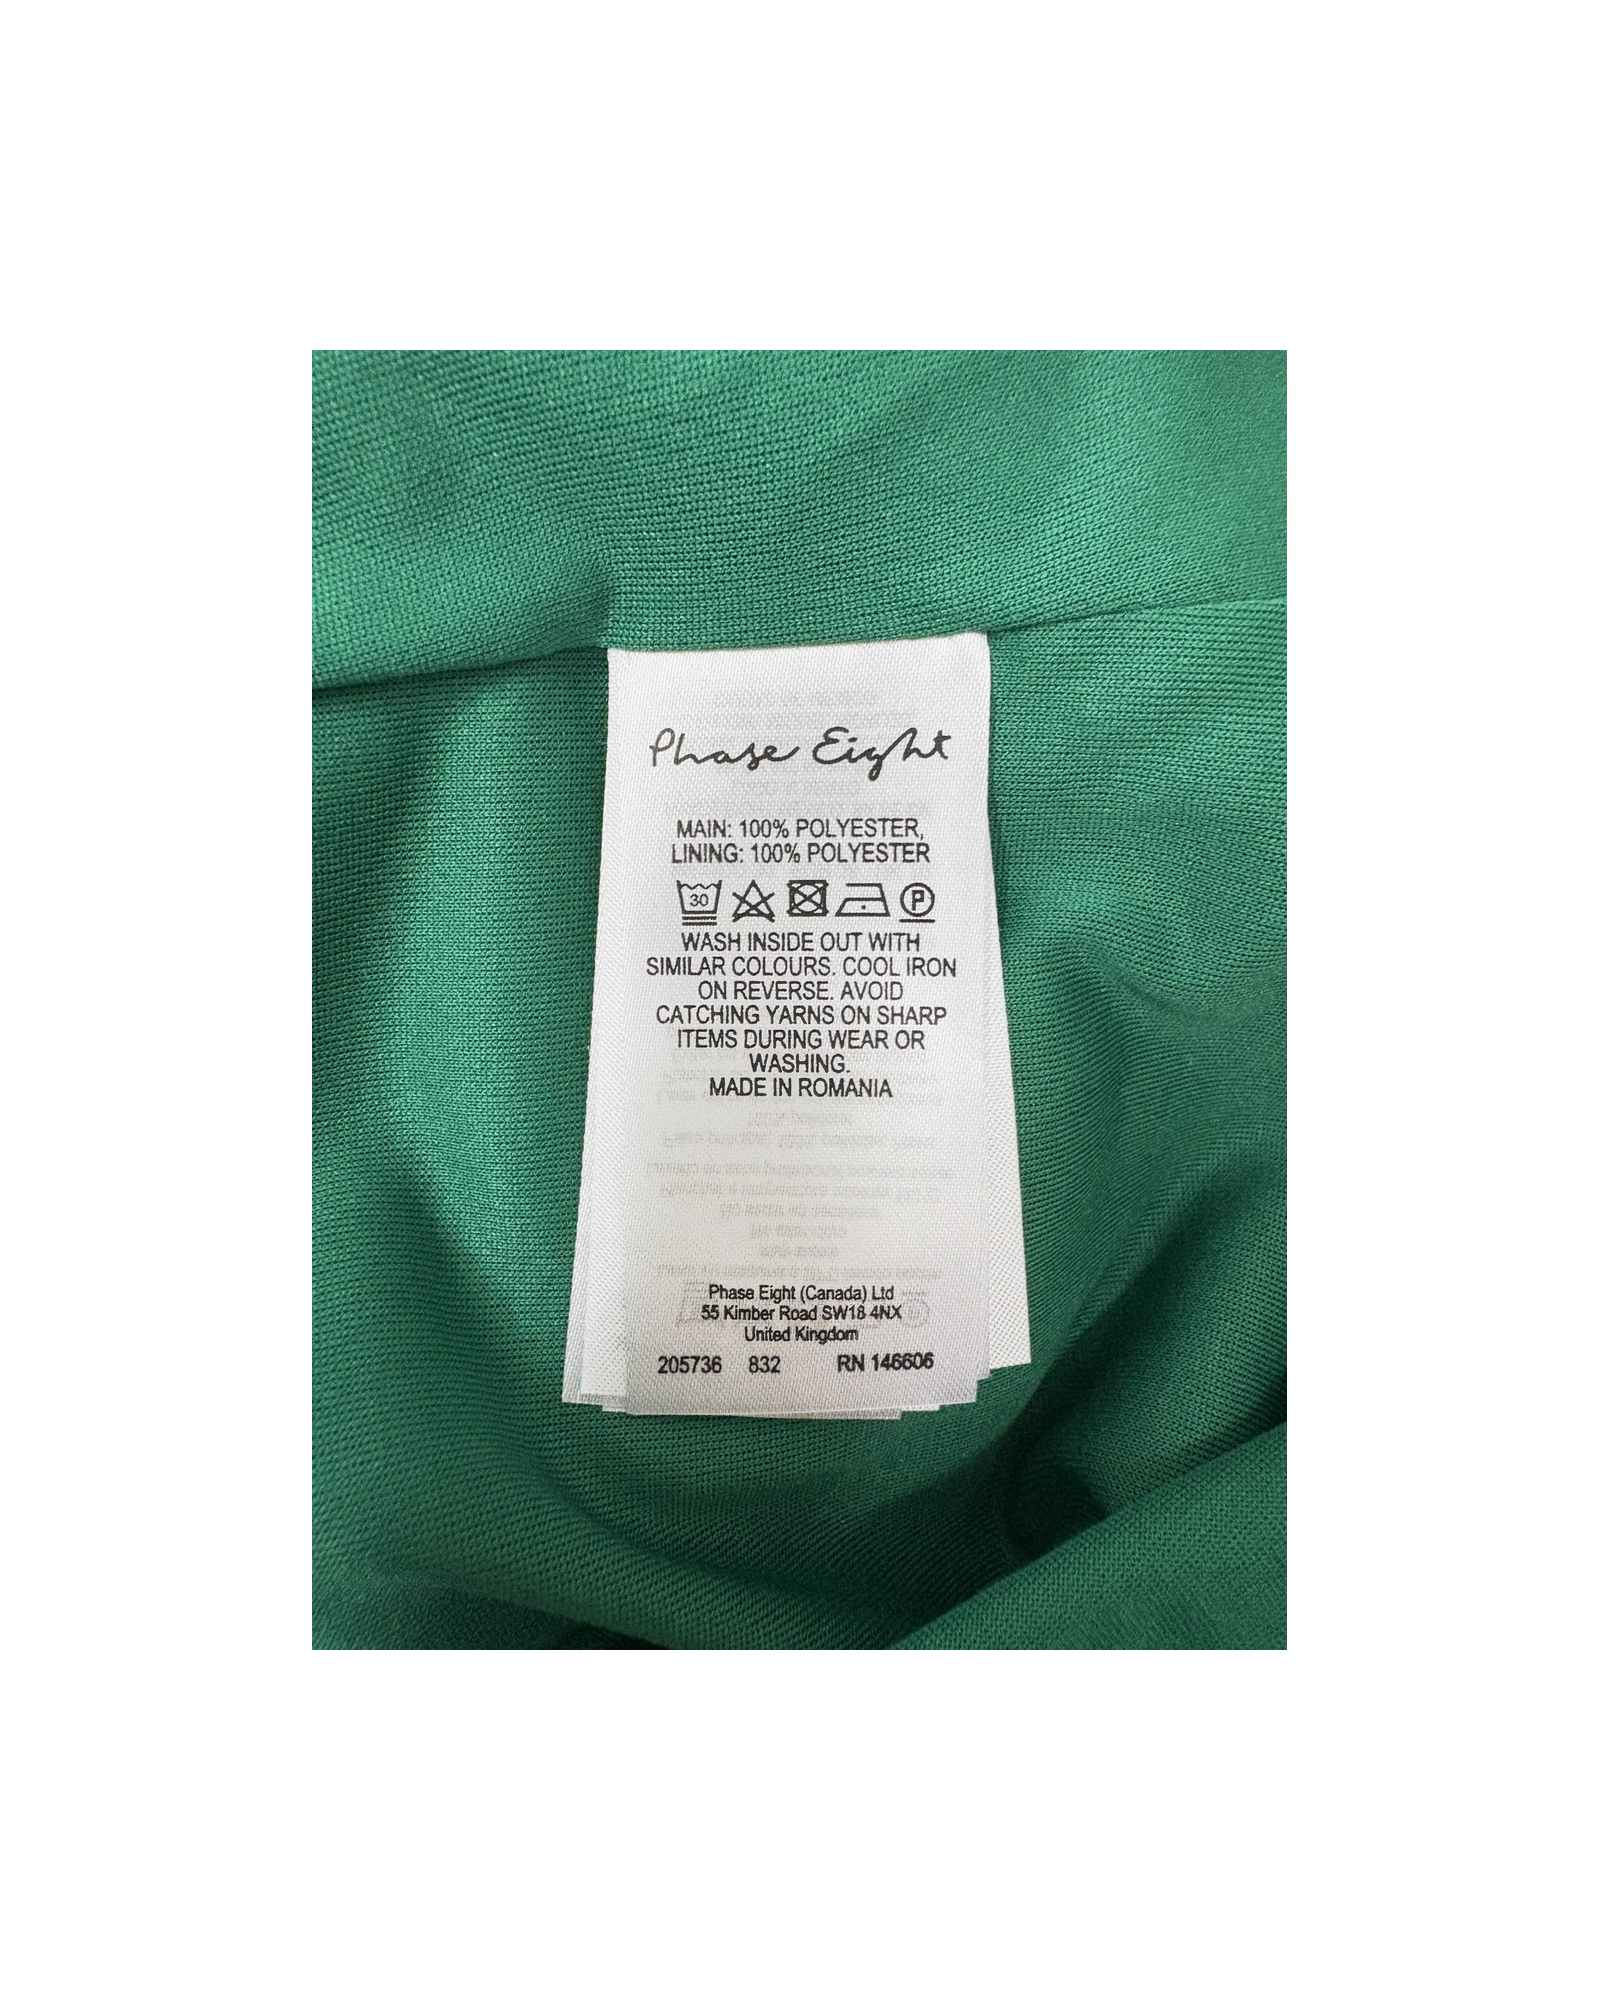 Phase Eight
MAIN: 100% POLYESTER,
LINING: 100% POLYESTER
30 P
WASH INSIDE OUT WITH
SIMILAR COLOURS. COOL IRON
ON REVERSE. AVOID
CATCHING YARNS ON SHARP
ITEMS DURING WEAR OR
WASHING.
MADE IN ROMANIA
Phase Eight (Canada) Ltd
55 Kimber Road SW18 4NX
United Kingdom
205736 832 RN 146606